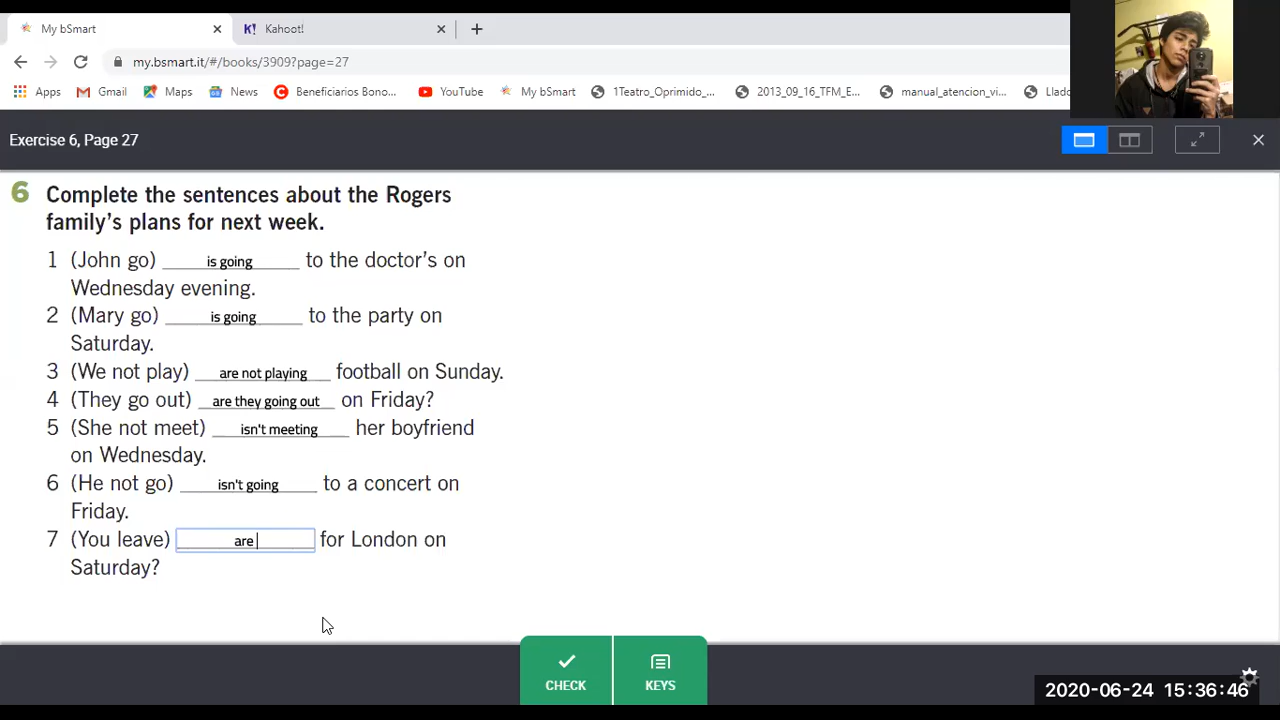 My bSmart
Kahoot!
my.bsmart.it/#/books/3909?page=27
Apps Gmail Maps News Beneficiarios Bono... YouTube My bSmart 1Teatro_Oprimido_... 2013_09_16_TFM_E... manual_atencion_vi... Llad
Exercise 6, Page 27
6 Complete the sentences about the Rogers
family's plans for next week.
1 (John go) is going to the doctor's on
Wednesday evening.
2 (Mary go) is going to the party on
Saturday.
3 (We not play) are not playing football on Sunday.
4 (They go out) are they going out on Friday?
5 (She not meet) isn't meeting her boyfriend
on Wednesday.
6 (He not go) isn't going to a concert on
Friday.
7 (You leave) are for London on
Saturday?
CHECK KEYS
2020-06-24 15:36:46